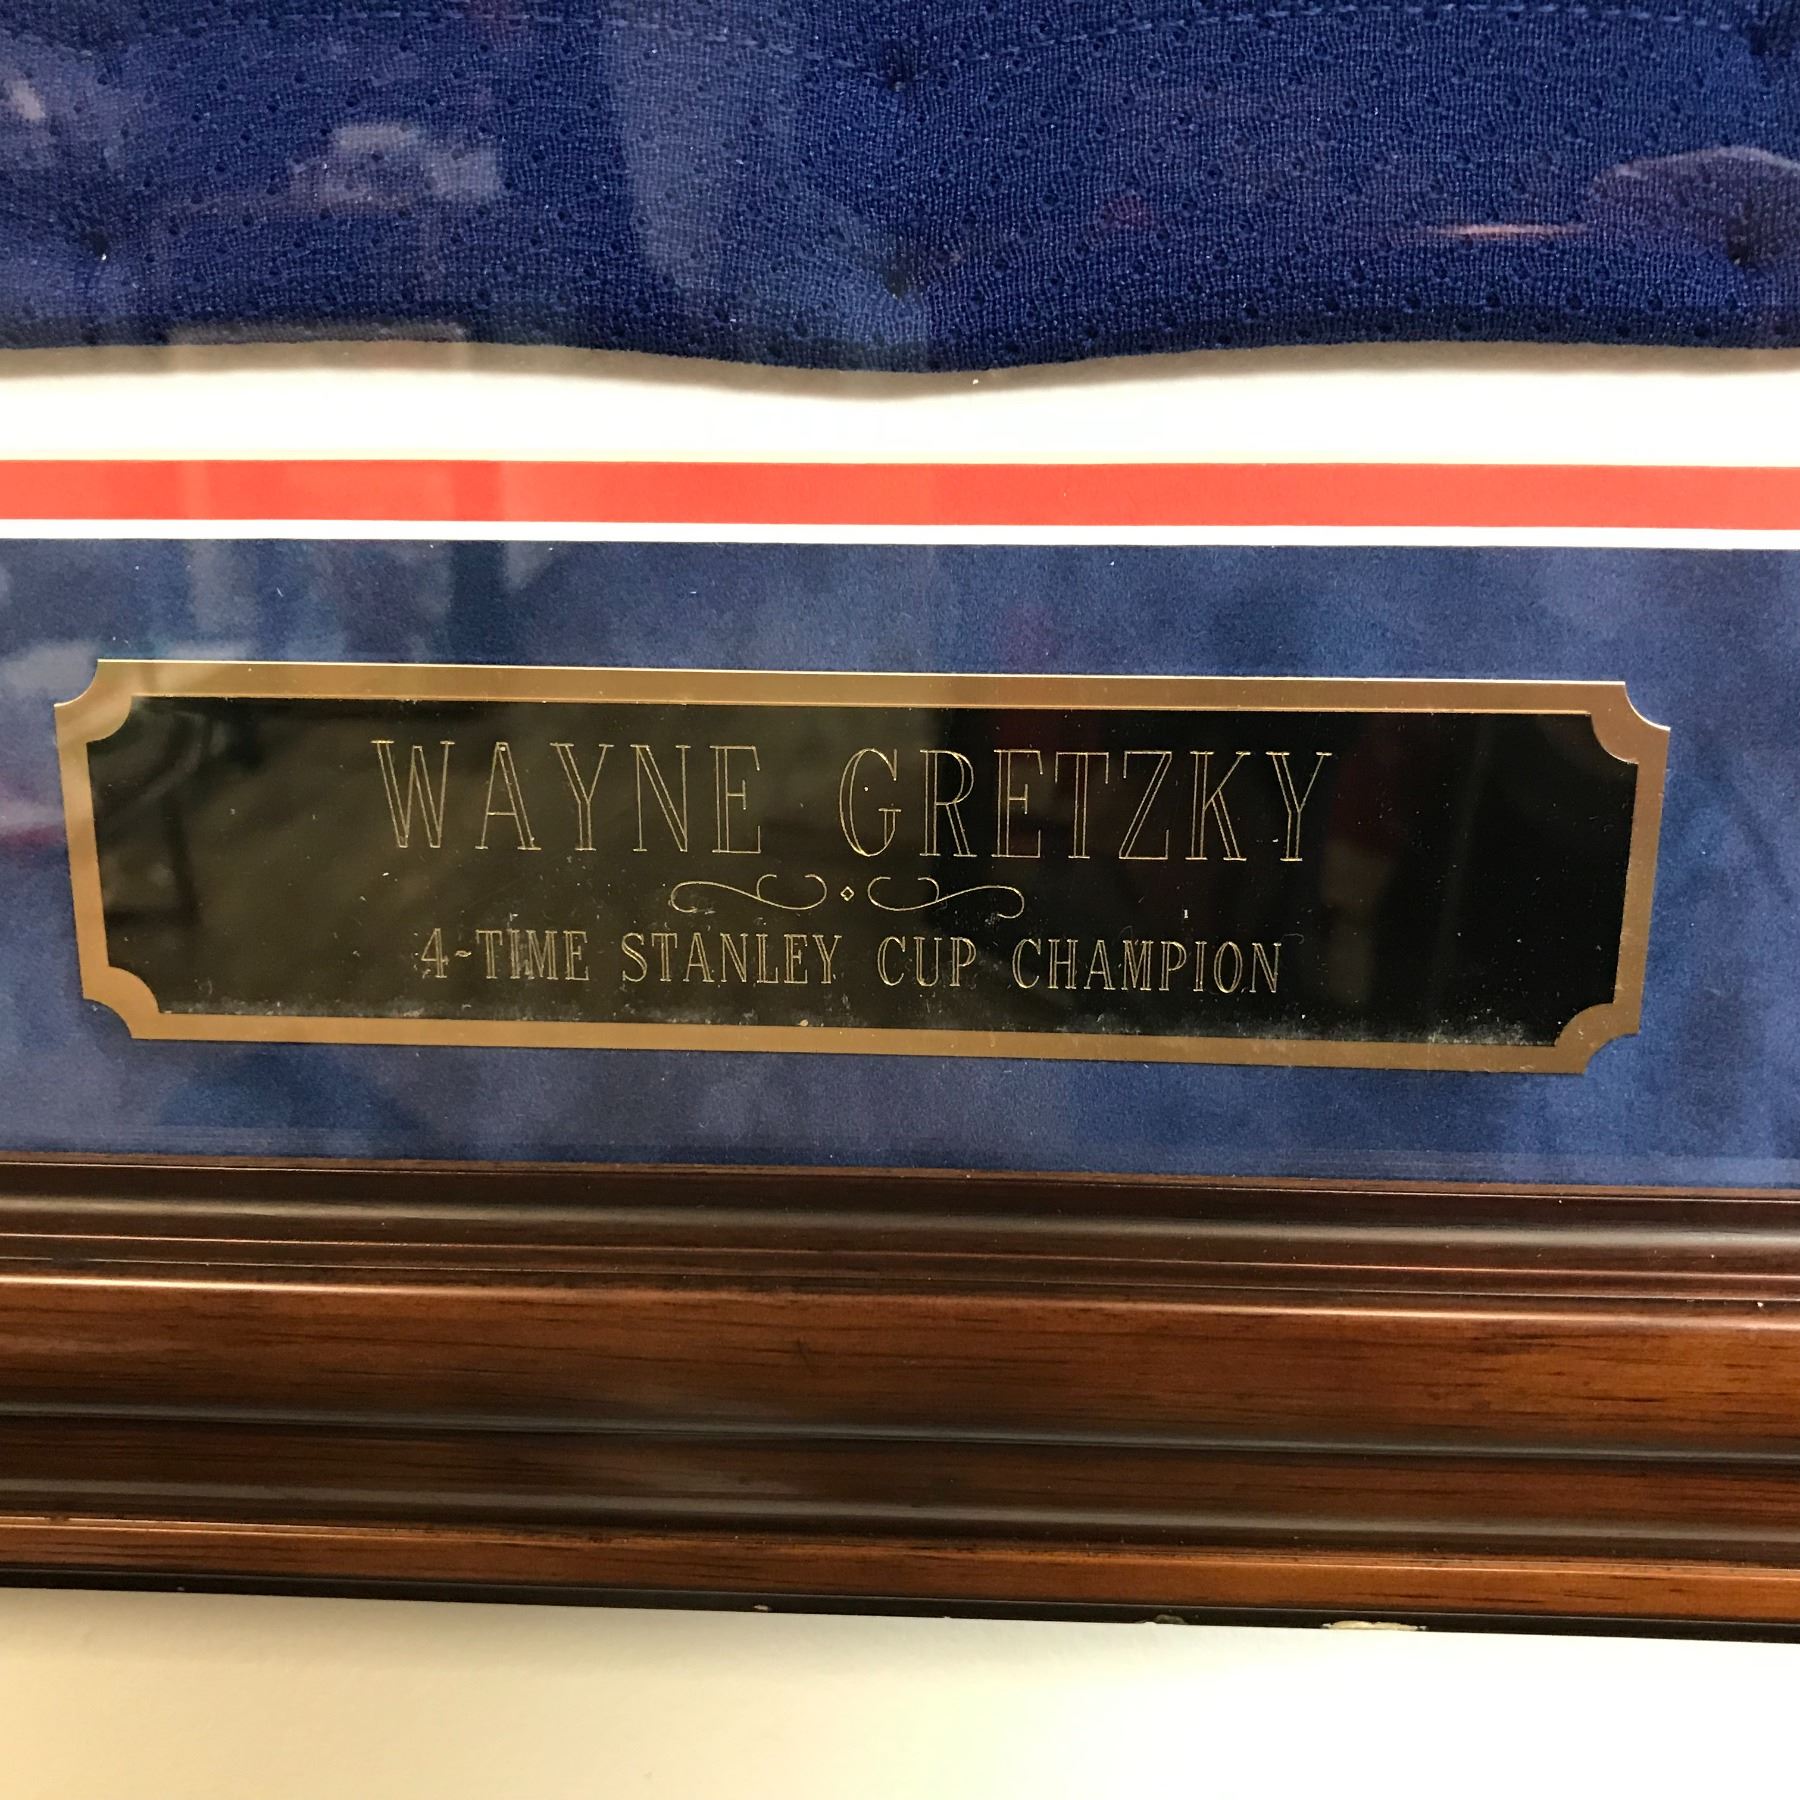 WAYNE GRETZKY
4-TIME STANLEY CUP CHAMPION